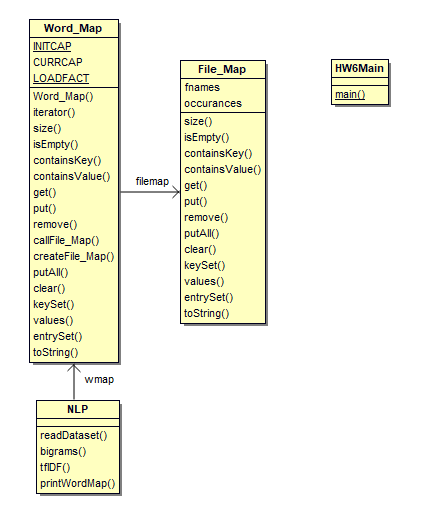 Word_Map
INITCAP
CURRCAP
LOADFACT
Word_Map()
iterator()
size()
isEmpty()
containsKey()
containsValue()
get()
put()
remove()
callFile_Map()
createFile_Map()
putAll()
clear()
keySet()
values()
entrySet()
toString()
filemap
File_Map
fnames
occurances
size()
isEmpty()
containsKey()
containsValue()
get()
put()
remove()
putAll()
clear()
keySet()
values()
entrySet()
toString()
HW6Main
main()
wmap
NLP
readDataset()
bigrams()
tfIDF()
printWordMap()